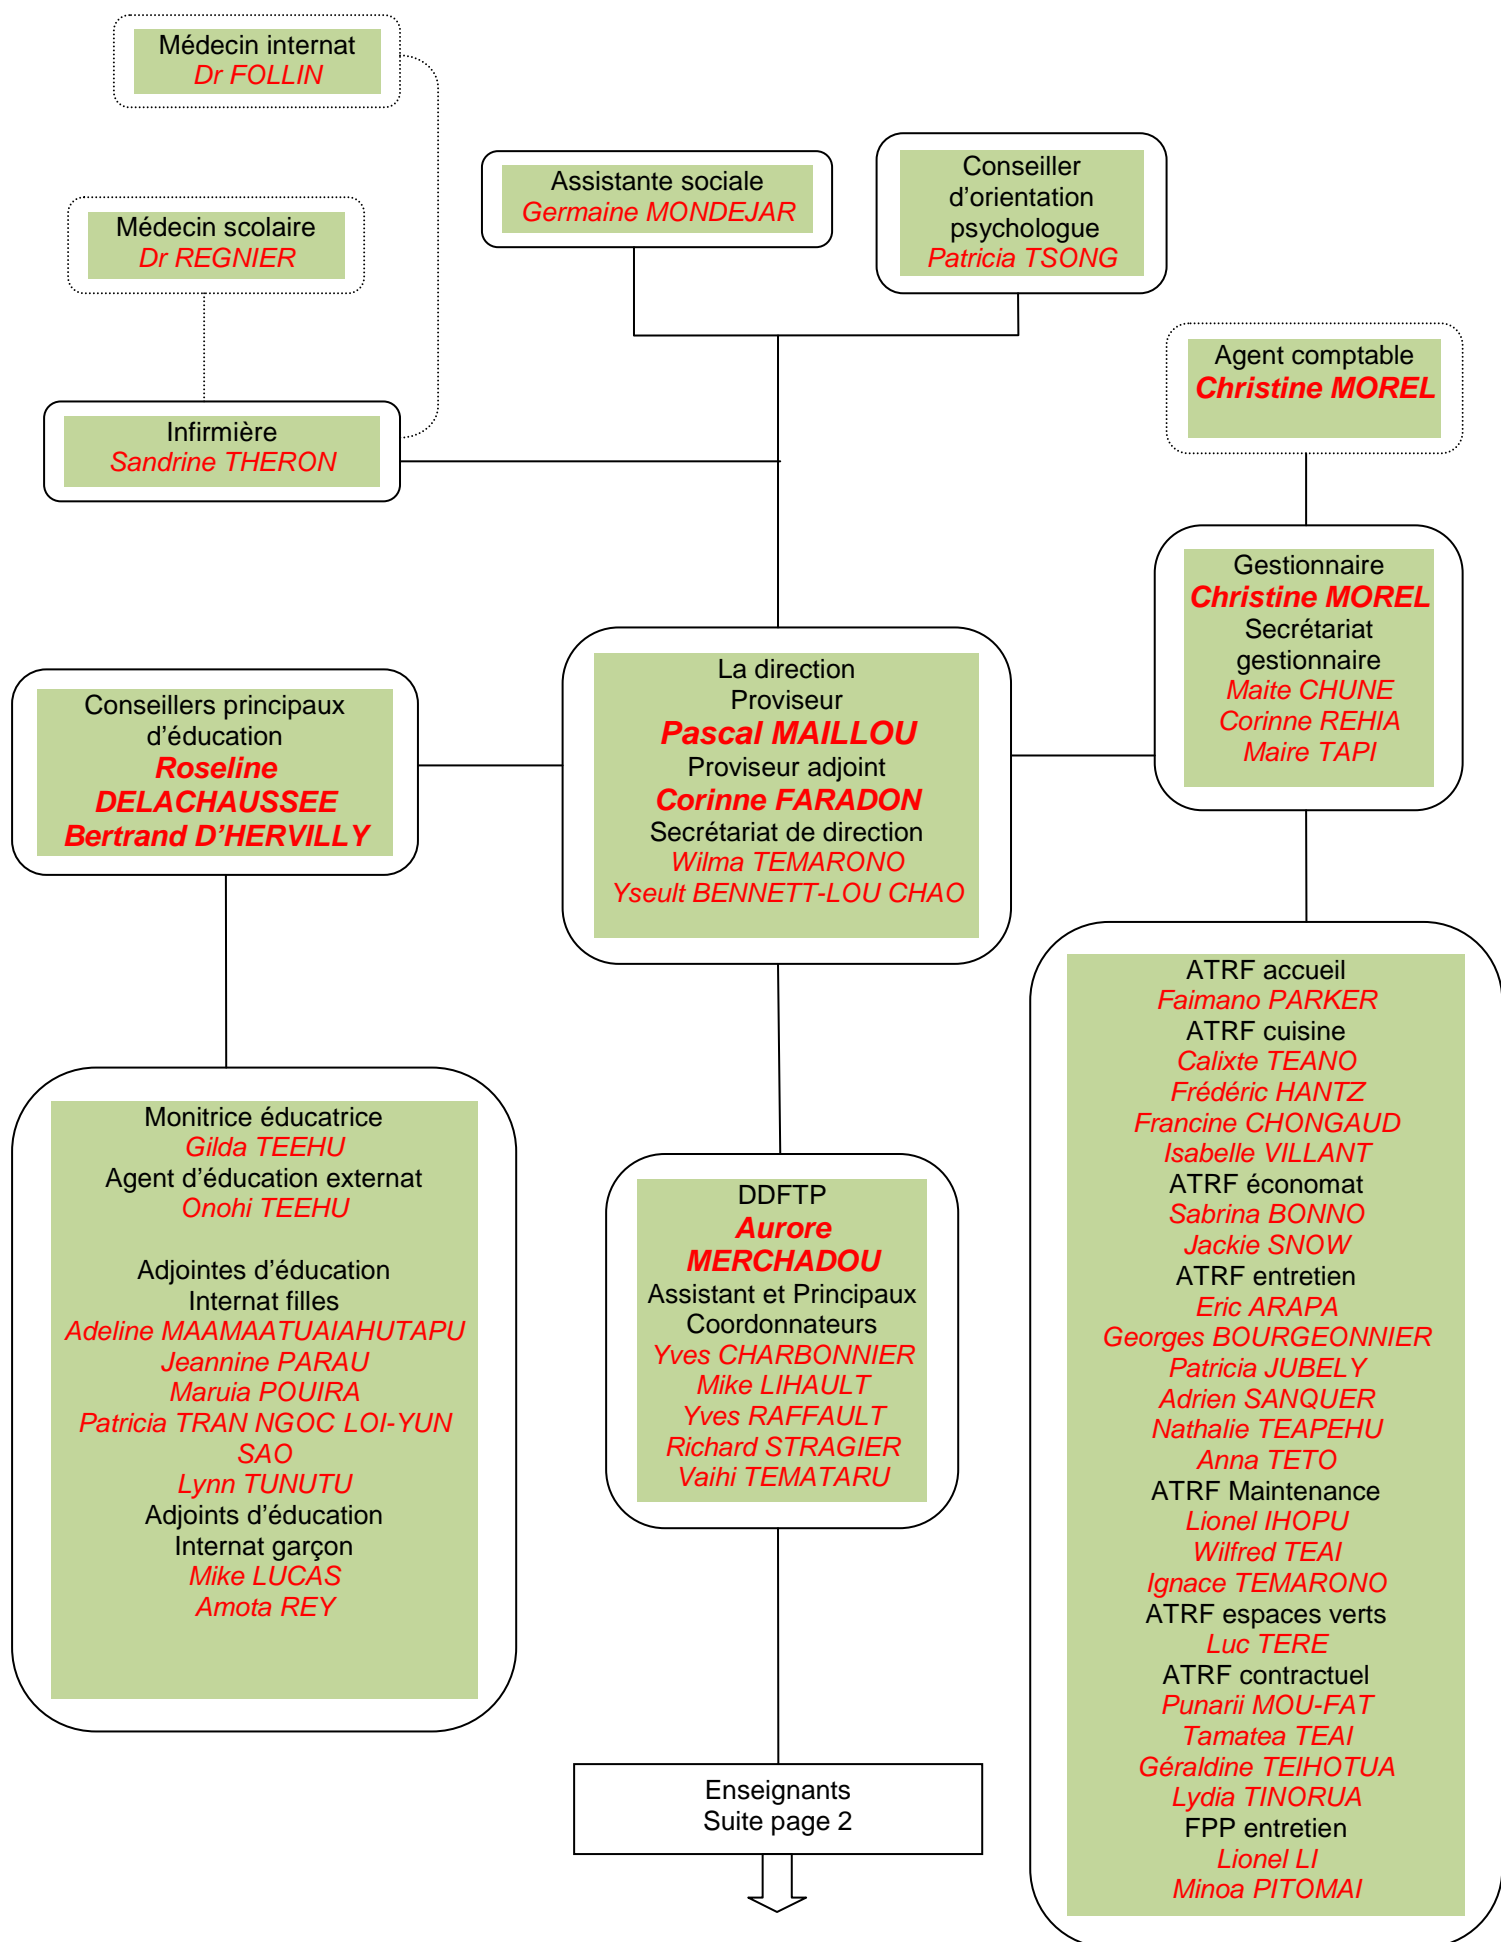 Médecin internat
Dr FOLLIN
Médecin scolaire
Dr REGNIER
Infirmière
Sandrine THERON
Assistante sociale
Germaine MONDEJAR
Conseiller
d’orientation
psychologue
Patricia TSONG
Agent comptable
Christine MOREL
Gestionnaire
Christine MOREL
Secrétariat
gestionnaire
Maite CHUNE
Corinne REHIA
Maire TAPI
La direction
Proviseur
Pascal MAILLOU
Proviseur adjoint
Corinne FARADON
Secrétariat de direction
Wilma TEMARONO
Yseult BENNETT-LOU CHAO
Conseillers principaux
d’éducation
Roseline
DELACHAUSSEE
Bertrand D’HERVILLY
Monitrice éducatrice
Gilda TEEHU
Agent d’éducation externat
Onohi TEEHU
Adjointes d’éducation
Internat filles
Adeline MAAMAATUAIAHUTAPU
Jeannine PARAU
Maruia POUIRA
Patricia TRAN NGOC LOI-YUN
SAO
Lynn TUNUTU
Adjoints d’éducation
Internat garçon
Mike LUCAS
Amota REY
DDFTP
Aurore
MERCHADOU
Assistant et Principaux
Coordonnateurs
Yves CHARBONNIER
Mike LIHAULT
Yves RAFFAULT
Richard STRAGIER
Vaihi TEMATARU
Enseignants
Suite page 2
ATRF accueil
Faimano PARKER
ATRF cuisine
Calixte TEANO
Frédéric HANTZ
Francine CHONGAUD
Isabelle VILLANT
ATRF économat
Sabrina BONNO
Jackie SNOW
ATRF entretien
Eric ARAPA
Georges BOURGEONNIER
Patricia JUBELY
Adrien SANQUER
Nathalie TEAPEHU
Anna TETO
ATRF Maintenance
Lionel IHOPU
Wilfred TEAI
Ignace TEMARONO
ATRF espaces verts
Luc TERE
ATRF contractuel
Punarii MOU-FAT
Tamatea TEAI
Géraldine TEIHOTUA
Lydia TINORUA
FPP entretien
Lionel LI
Minoa PITOMAI